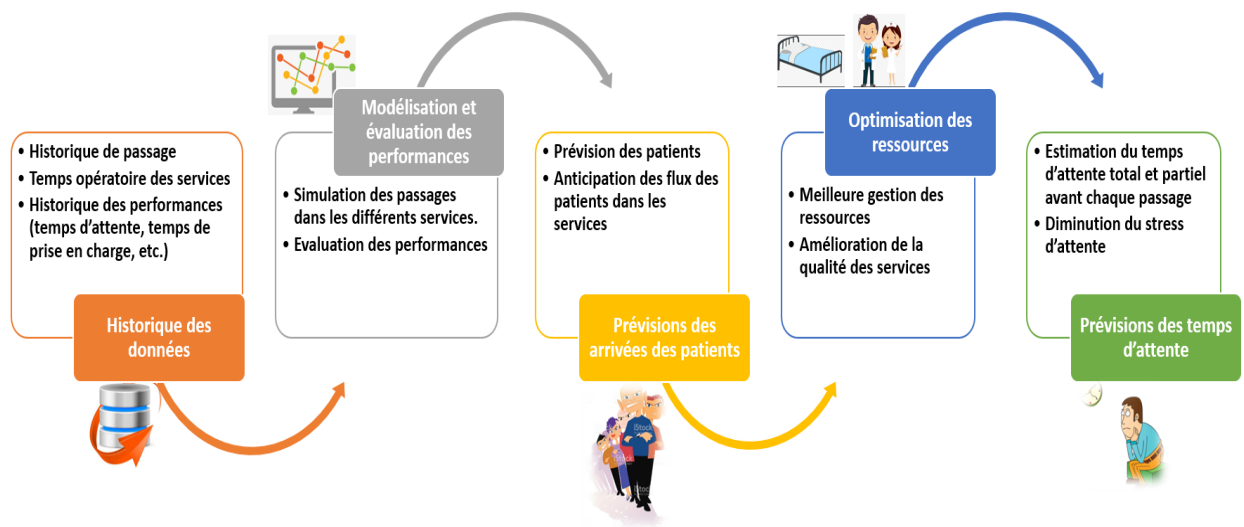 • Historique de passage
• Temps opératoire des services
• Historique des performances
(temps d'attente, temps de
prise en charge, etc.)
Historique des
données
Modélisation et
évaluation des
performances
• Simulation des passages
dans les différents services.
• Evaluation des performances
• Prévision des patients
• Anticipation des flux des
patients dans les
services
Prévisions des
arrivées des patients
iStock
iStock
iStock
Optimisation des
ressources
• Meilleure gestion des
ressources
• Amélioration de la
qualité des services
• Estimation du temps
d'attente total et partiel
avant chaque passage
• Diminution du stress
d'attente
Prévisions des temps
d'attente